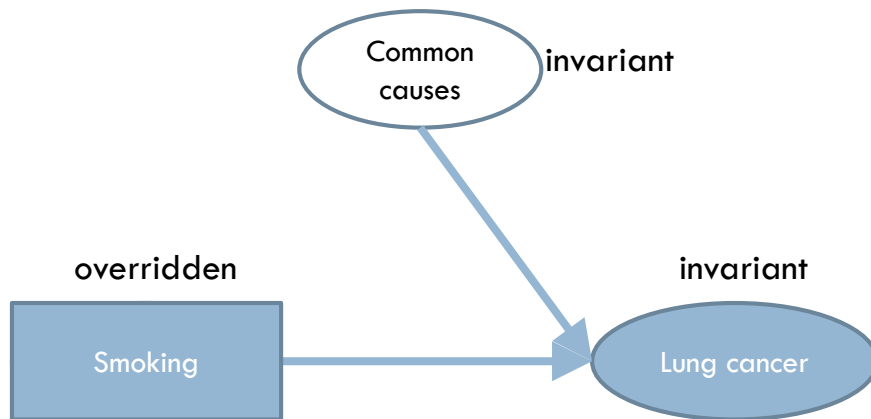 Common
causes
invariant
overridden
invariant
Smoking
Lung cancer